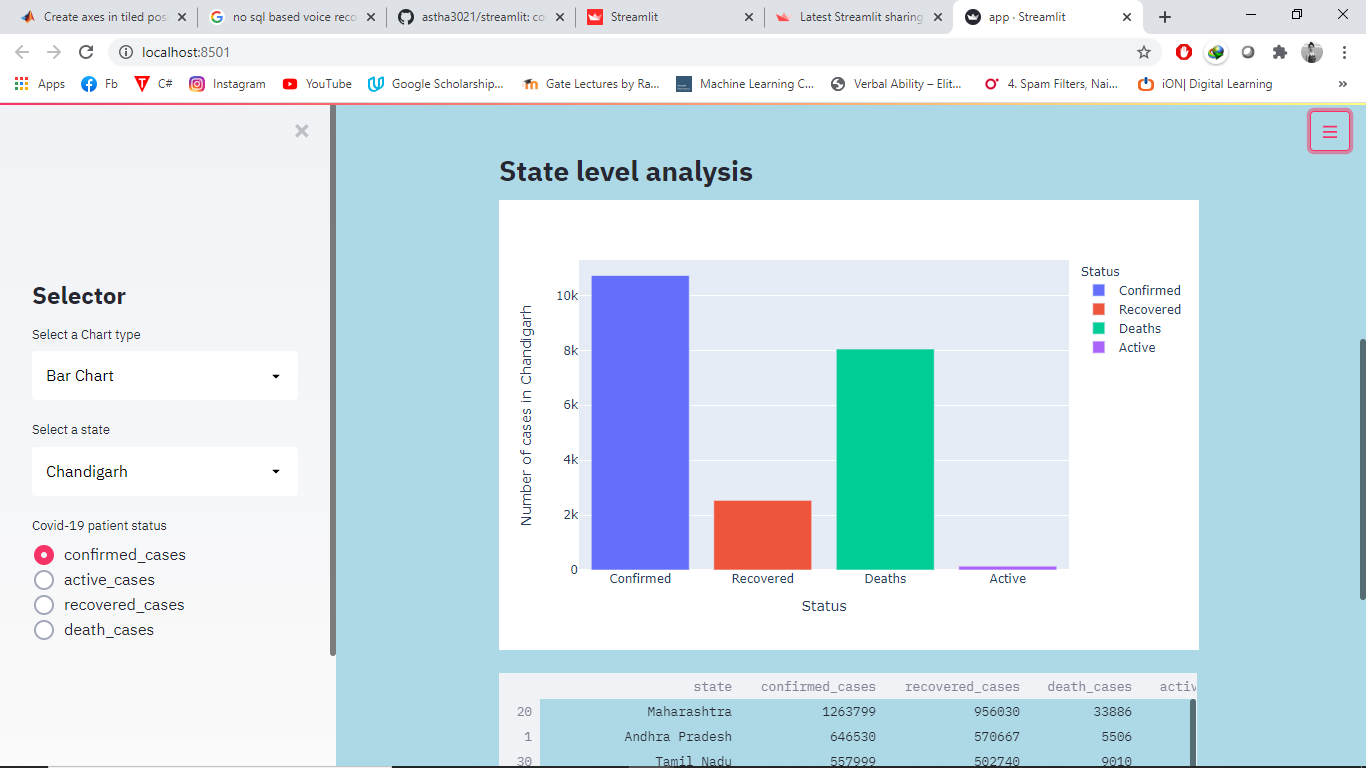 Create axes in tiled pos
no sql based voice reco
astha3021/streamlit: co
Streamlit
Latest Streamlit sharing
app · Streamlit
localhost:8501
Apps
Fb
C#
Instagram
YouTube
Google Scholarship...
Gate Lectures by Ra...
Machine Learning C...
Verbal Ability – Elit...
4. Spam Filters, Nai...
iON| Digital Learning
»
Selector
Select a Chart type
Bar Chart
Select a state
Chandigarh
Covid-19 patient status
confirmed_cases
active_cases
recovered_cases
death_cases
State level analysis
Number of cases in Chandigarh
10k
8k
6k
4k
2k
0
Confirmed Recovered Deaths Active
Status
Status
Confirmed
Recovered
Deaths
Active
state confirmed_cases recovered_cases death_cases activ
20 Maharashtra 1263799 956030 33886
1 Andhra Pradesh 646530 570667 5506
30 Tamil Nadu 557999 502740 9010